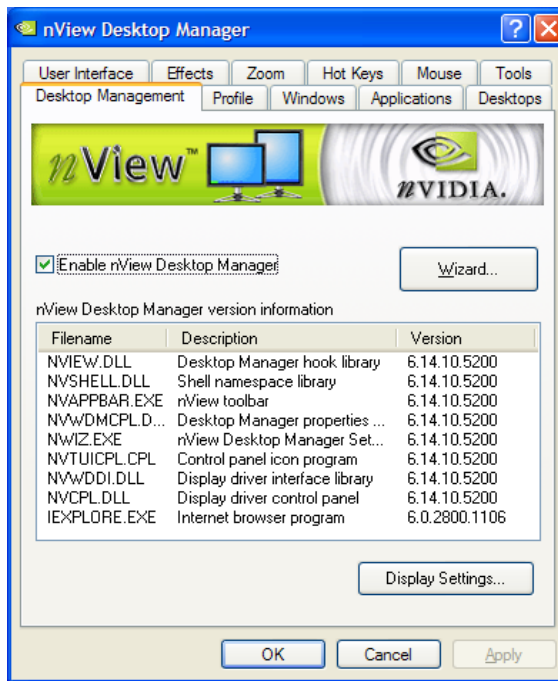 nView Desktop Manager
User Interface Effects Zoom Hot Keys Mouse Tools
Desktop Management Profile Windows Applications Desktops
nView™ NVIDIA.
Enable nView Desktop Manager
Wizard...
nView Desktop Manager version information
Filename Description Version
NVIEW.DLL Desktop Manager hook library 6.14.10.5200
NVSHELL.DLL Shell namespace library 6.14.10.5200
NVAPPBAR.EXE nView toolbar 6.14.10.5200
NVWDMCPL.D... Desktop Manager properties ... 6.14.10.5200
NWIZ.EXE nView Desktop Manager Set... 6.14.10.5200
NVTUICPL.CPL Control panel icon program 6.14.10.5200
NVWDDI.DLL Display driver interface library 6.14.10.5200
NVCPL.DLL Display driver control panel 6.14.10.5200
IEXPLORE.EXE Internet browser program 6.0.2800.1106
Display Settings...
OK Cancel Apply